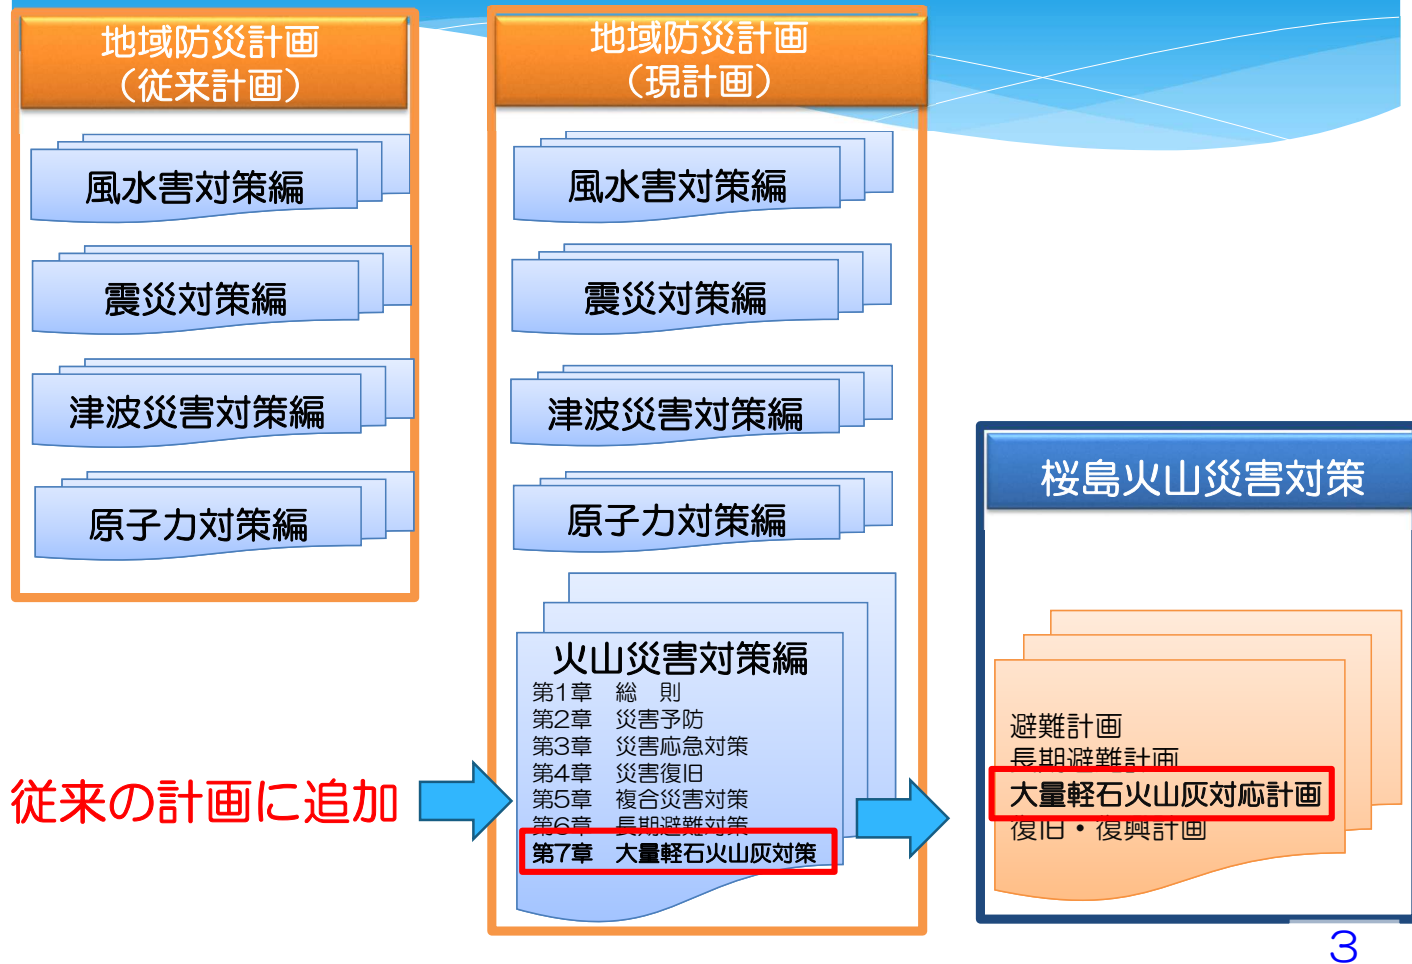 地域防災計画
（従来計画）
風水害対策編
震災対策編
津波災害対策編
原子力対策編
従来の計画に追加
地域防災計画
（現計画）
風水害対策編
震災対策編
津波災害対策編
原子力対策編
火山災害対策編
第1章　総　則
第2章　災害予防
第3章　災害応急対策
第4章　災害復旧
第5章　複合災害対策
第6章　長期避難対策
第7章　大量軽石火山灰対策
桜島火山災害対策
避難計画
長期避難計画
大量軽石火山灰対応計画
復旧・復興計画
3